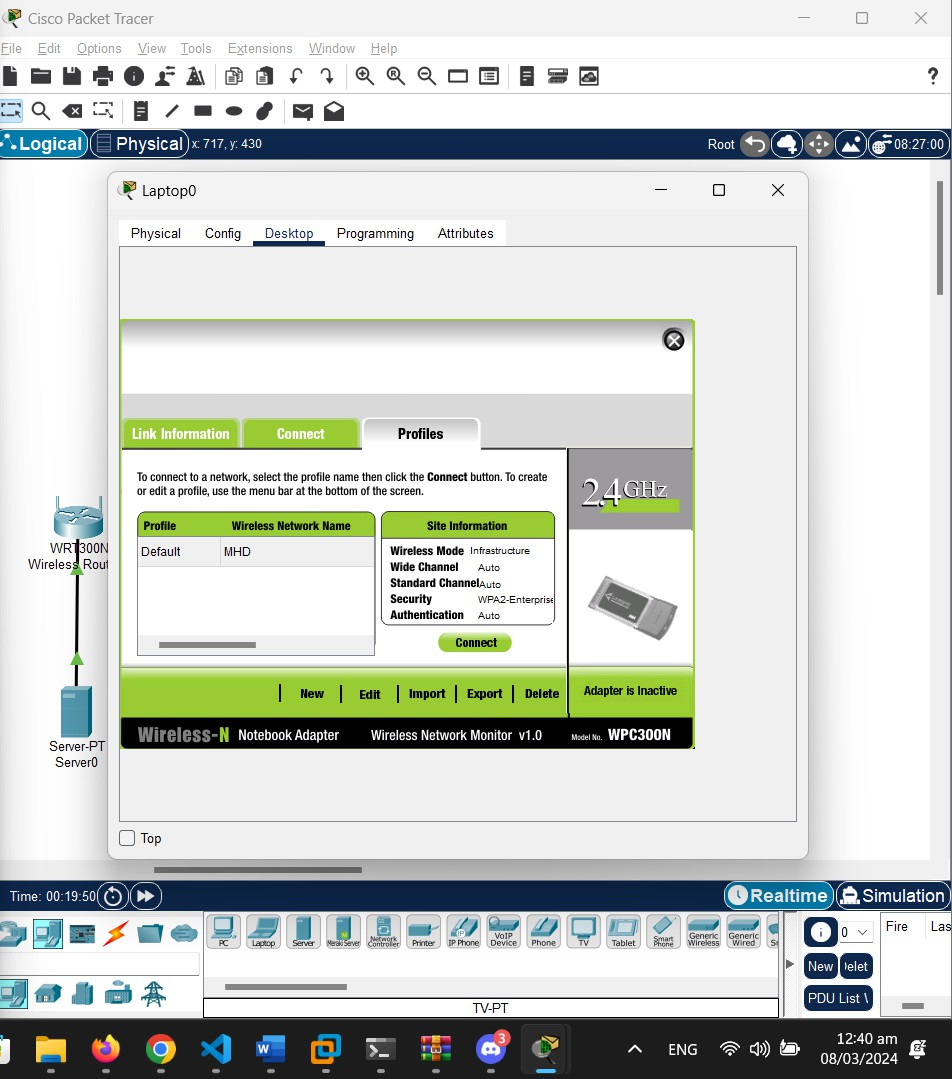 Cisco Packet Tracer
File Edit Options View Tools Extensions Window Help
?
Logical Physical x: 717, y: 430 Root 08:27:00
Laptop0
Physical Config Desktop Programming Attributes
Link Information Connect Profiles
To connect to a network, select the profile name then click the Connect button. To create
or edit a profile, use the menu bar at the bottom of the screen.
2.4GHz
Profile Wireless Network Name
Default MHD
Site Information
Wireless Mode Infrastructure
Wide Channel Auto
Standard Channel Auto
Security WPA2-Enterprise
Authentication Auto
Connect
New Edit Import Export Delete
Adapter is Inactive
Wireless-N Notebook Adapter Wireless Network Monitor v1.0 Model No. WPC300N
WRT300N
Wireless Rout
Server-PT
Server0
Top
Time: 00:19:50 Realtime Simulation
PC Laptop Server Meraki Server Network Controller Printer IP Phone VoIP Device Phone TV Tablet Smart Phone Generic Wireless Generic Wired Sn
0
Fire Las
New Delet
PDU List \
TV-PT
3
ENG
12:40 am
08/03/2024